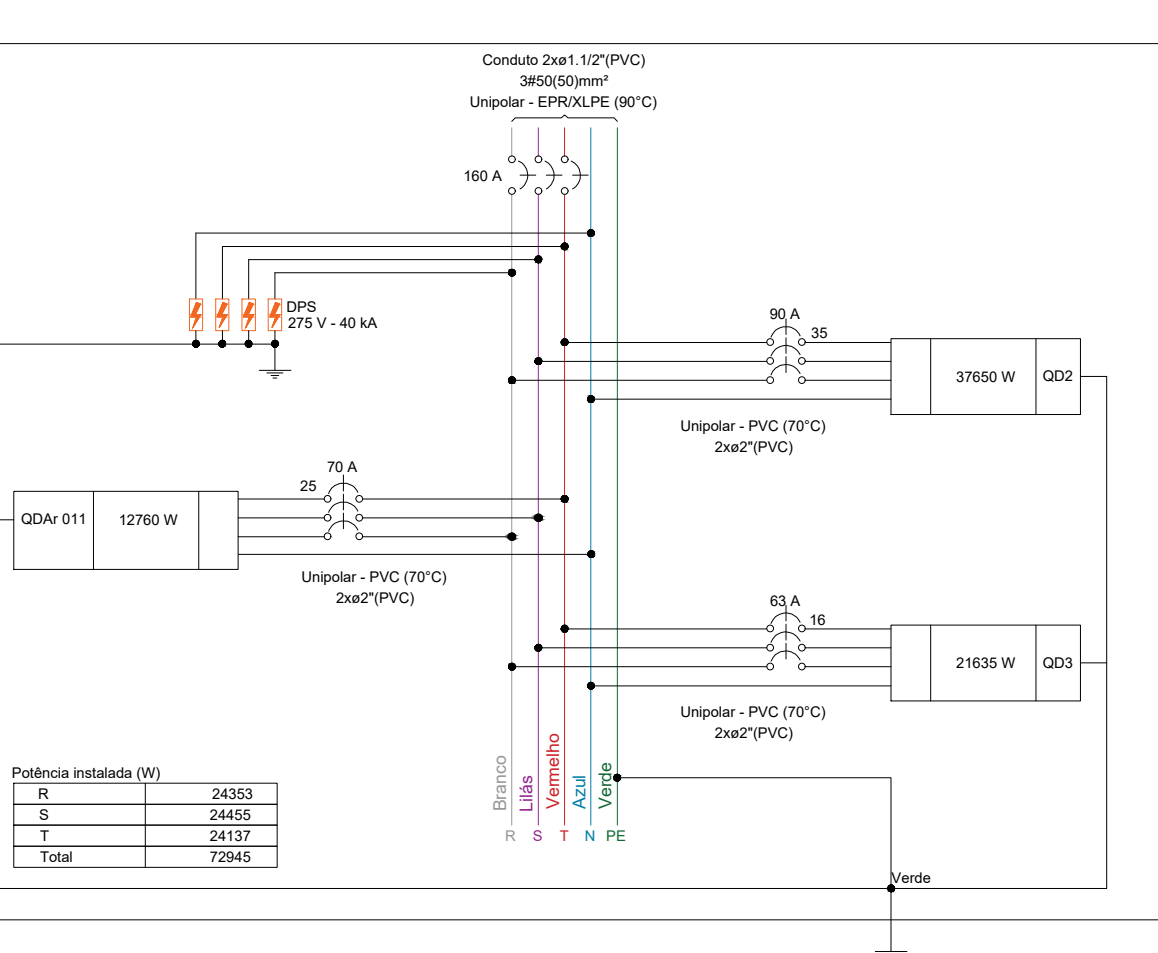 Conduto 2xø1.1/2"(PVC)
3#50(50)mm²
Unipolar - EPR/XLPE (90°C)
160 A
DPS
275 V - 40 kA
90 A
35
37650 W
QD2
Unipolar - PVC (70°C)
2xø2"(PVC)
70 A
25
QDAr 011
12760 W
Unipolar - PVC (70°C)
2xø2"(PVC)
63 A
16
21635 W
QD3
Unipolar - PVC (70°C)
2xø2"(PVC)
Branco
Lilás
Vermelho
Azul
Verde
R S T N PE
Potência instalada (W)
R 24353
S 24455
T 24137
Total 72945
Verde